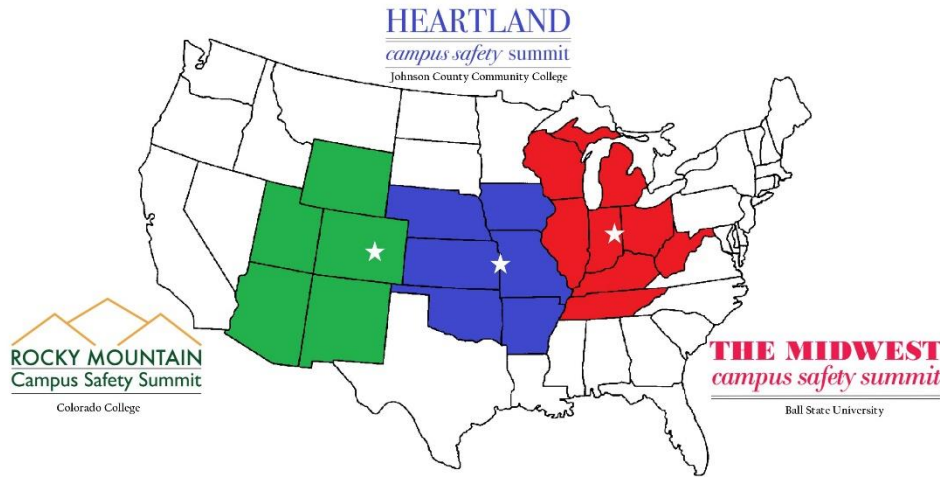 HEARTLAND
campus safety summit
Johnson County Community College
ROCKY MOUNTAIN
Campus Safety Summit
Colorado College
THE MIDWEST
campus safety summit
Ball State University